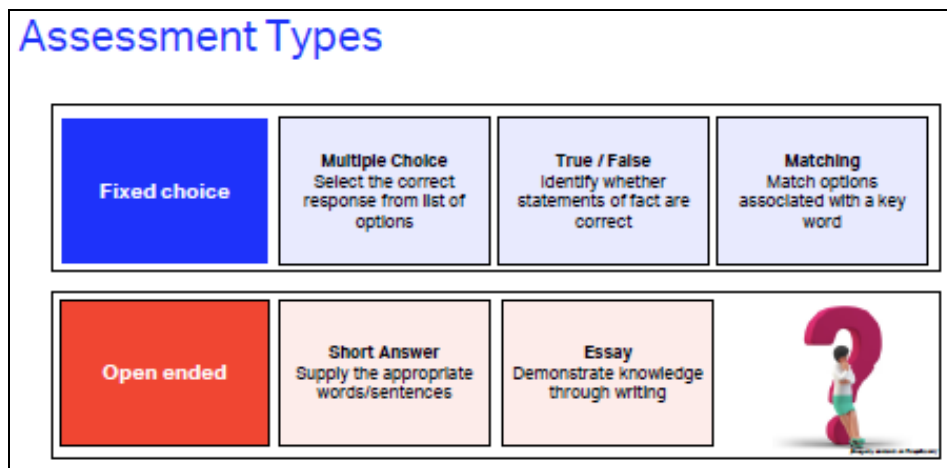 Assessment Types
Fixed choice
Multiple Choice
Select the correct
response from list of
options
True / False
Identify whether
statements of fact are
correct
Matching
Match options
associated with a key
word
Open ended
Short Answer
Supply the appropriate
words/sentences
Essay
Demonstrate knowledge
through writing